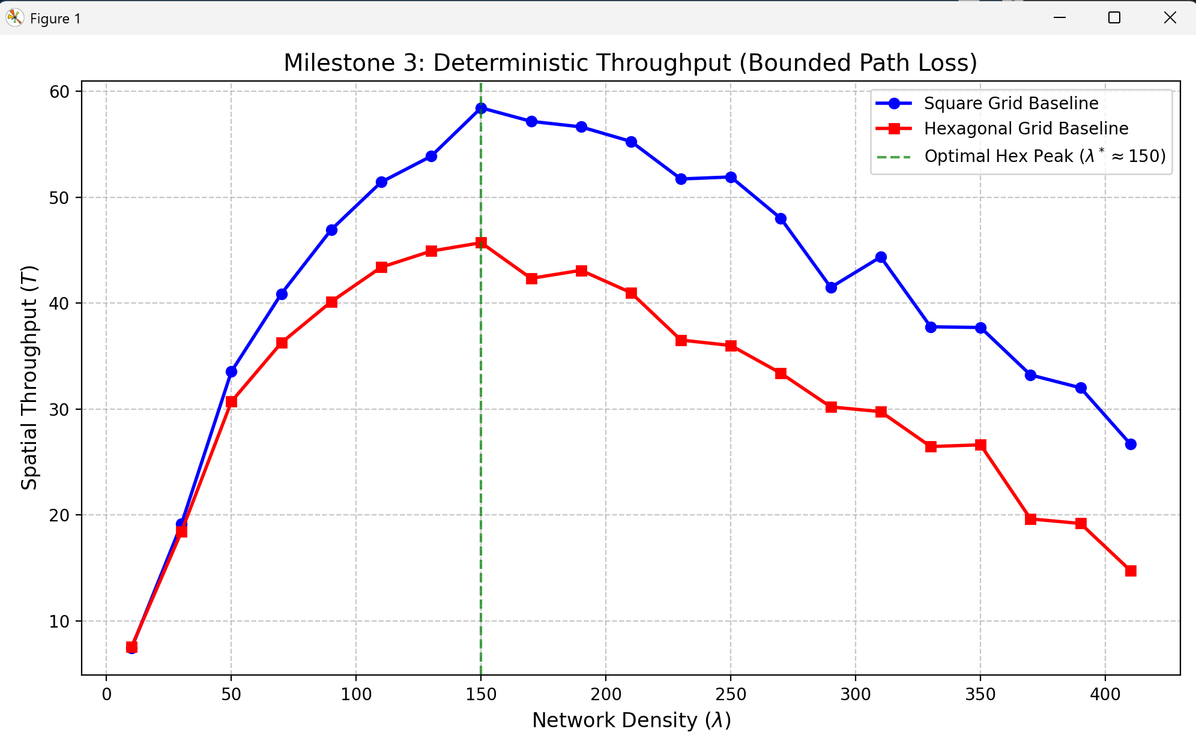 Figure 1
Milestone 3: Deterministic Throughput (Bounded Path Loss)
Square Grid Baseline
Hexagonal Grid Baseline
Optimal Hex Peak (λ* ≈ 150)
Spatial Throughput (T)
60
50
40
30
20
10
0 50 100 150 200 250 300 350 400
Network Density (λ)